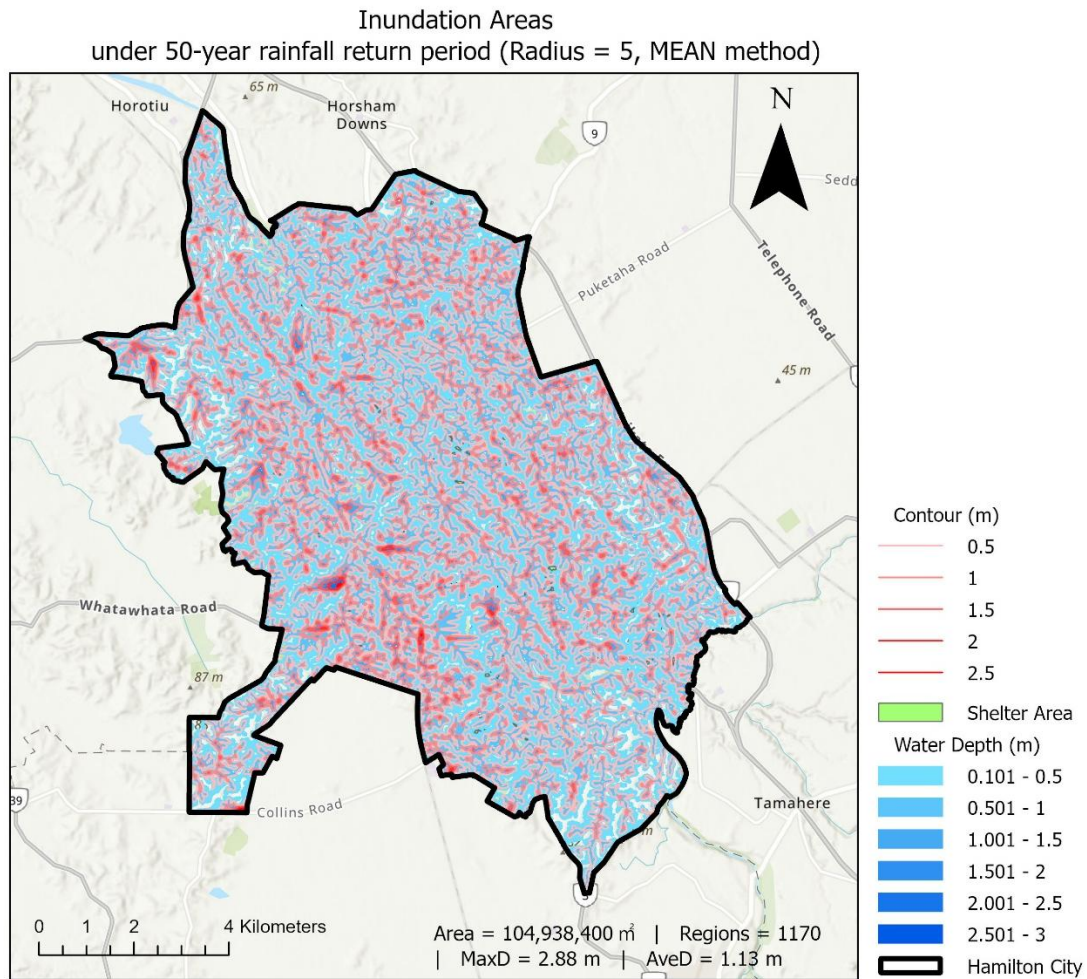 Inundation Areas
under 50-year rainfall return period (Radius = 5, MEAN method)
65 m
Horotiu
Horsham
Downs
N
9
Sedd
Puketaha Road
Telephone Road
45 m
Whatawhata Road
87 m
39
Collins Road
Tamahere
0 1 2 4 Kilometers
Area = 104,938,400 ㎡ | Regions = 1170
| MaxD = 2.88 m | AveD = 1.13 m
Contour (m)
0.5
1
1.5
2
2.5
Shelter Area
Water Depth (m)
0.101 - 0.5
0.501 - 1
1.001 - 1.5
1.501 - 2
2.001 - 2.5
2.501 - 3
Hamilton City